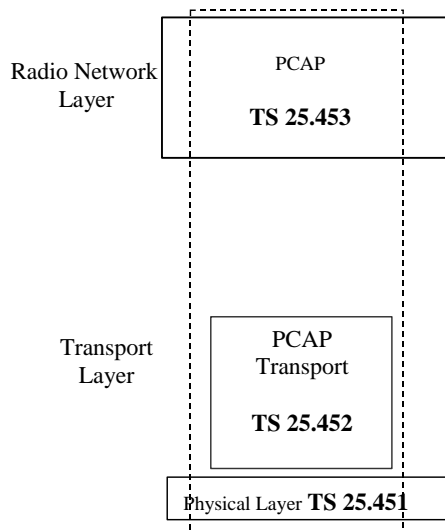 Radio Network
Layer
PCAP
TS 25.453
Transport
Layer
PCAP
Transport
TS 25.452
Physical Layer TS 25.451